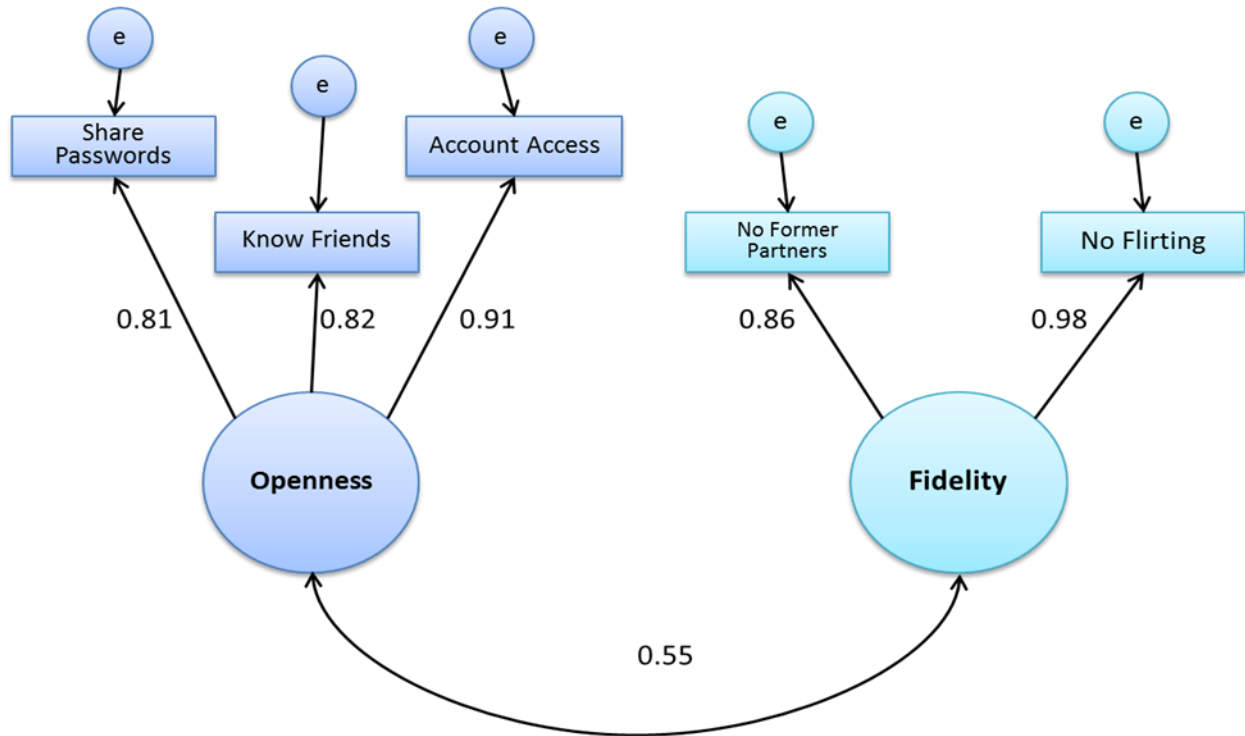 e
e
e
e
e
Share
Passwords
Account Access
Know Friends
No Former
Partners
No Flirting
0.81
0.82
0.91
0.86
0.98
Openness
Fidelity
0.55